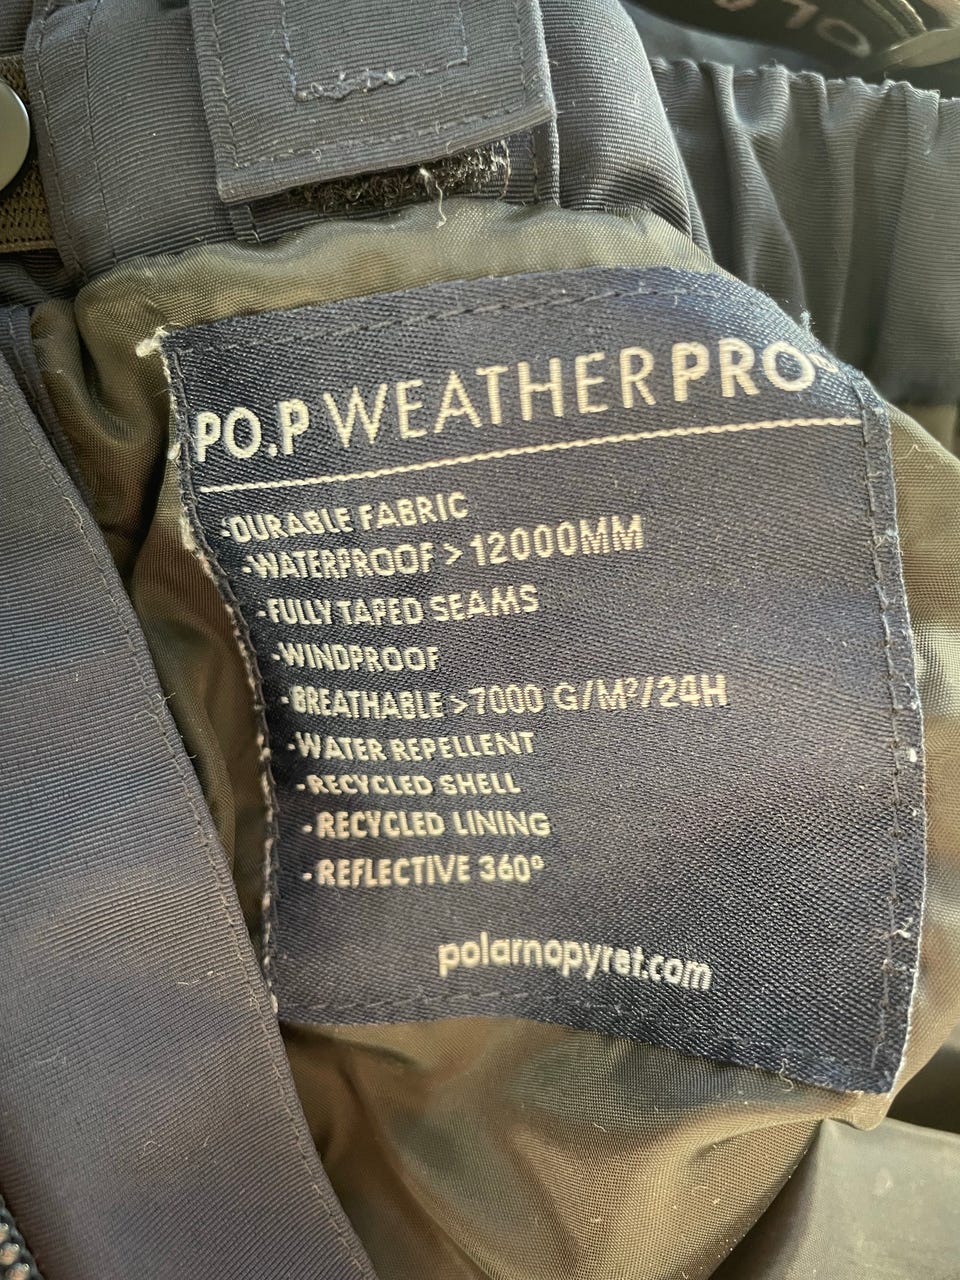 PO.P WEATHERPRO
-DURABLE FABRIC
-WATERPROOF > 12000MM
-FULLY TAPED SEAMS
-WINDPROOF
-BREATHABLE >7000 G/M²/24H
-WATER REPELLENT
-RECYCLED SHELL
-RECYCLED LINING
-REFLECTIVE 360°
polarnopyret.com